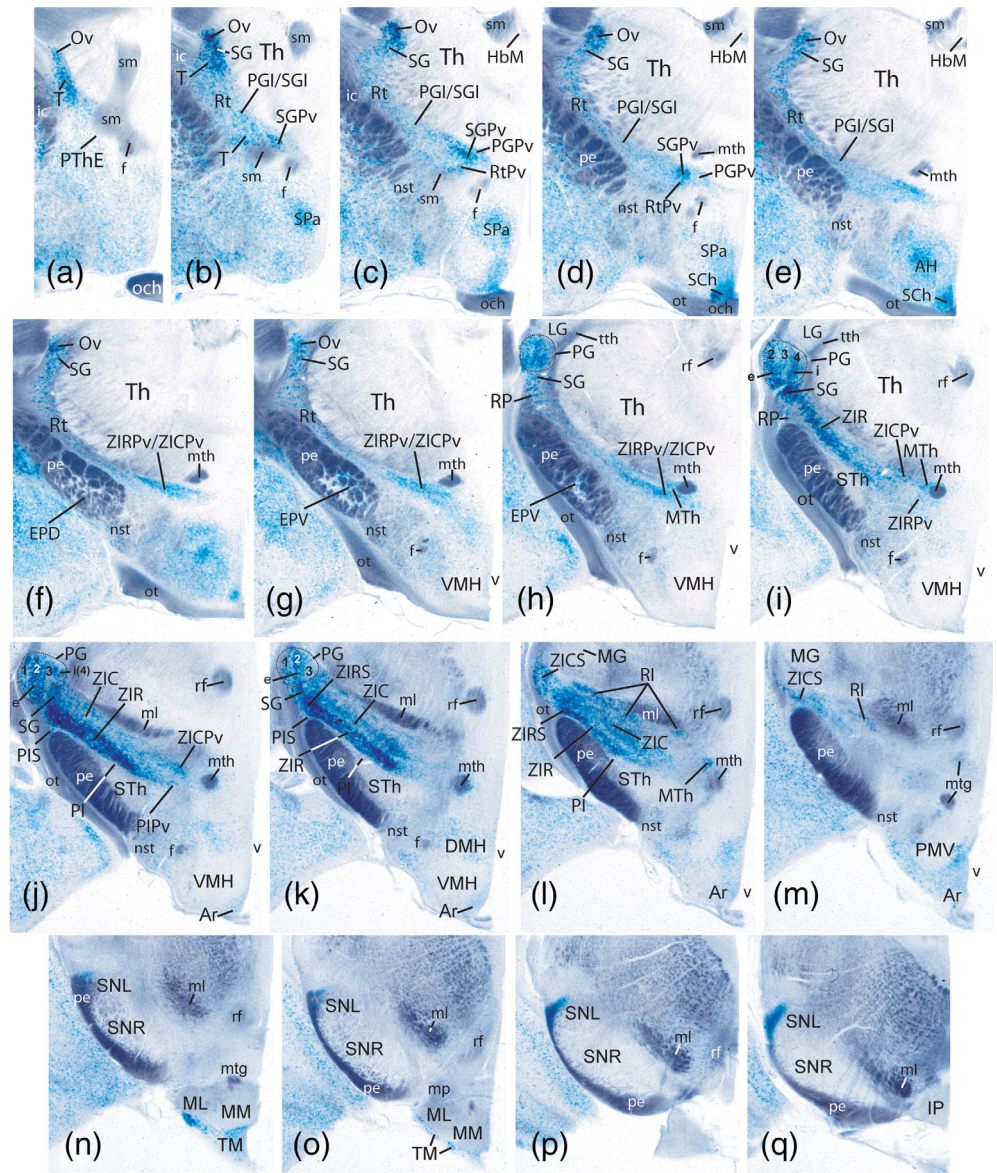 Ov
sm
T
ic
sm
PThE
f
och
(a)
Ov
SG
sm
ic
Th
T
Rt
PGI/SGI
SGPv
T
sm
f
SPa
(b)
Ov
sm
SG
HbM
Th
ic
Rt
PGI/SGI
SGPv
PGPv
RtPv
nst
sm
f
SPa
och
(c)
Ov
sm
SG
HbM
Th
Rt
PGI/SGI
pe
SGPv
mth
PGPv
nst
RtPv
f
SPa
SCh
ot
och
(d)
Ov
SG
HbM
Th
Rt
PGI/SGI
pe
mth
nst
AH
ot
SCh
(e)
Ov
SG
Th
Rt
ZIRPv/ZICPv
pe
mth
EPD
nst
ot
(f)
Ov
SG
Th
Rt
ZIRPv/ZICPv
pe
mth
EPV
nst
ot
f
v
VMH
(g)
LG
tth
PG
rf
SG
RP
Th
ZIRPv/ZICPv
pe
mth
EPV
MTh
ot
nst
f
VMH
(h)
LG
tth
2 3 4
PG
rf
e
i
SG
Th
RP
ZIR
ZICPv
pe
MTh
mth
STh
ot
ZIRPv
nst
f
v
VMH
(i)
PG
1 2 3
i(4)
ZIC
rf
e
ZIR
SG
ml
PIS
ZICPv
pe
mth
ot
STh
PI
PIPv
nst
f
v
VMH
Ar
(j)
PG
1 2 3
ZIRS
e
ZIC
rf
SG
ml
PIS
ZIR
pe
PI
mth
ot
STh
nst
f
DMH
v
VMH
Ar
(k)
ZICS
MG
RI
ot
ml
rf
ZIRS
ZIC
pe
ZIR
STh
mth
PI
MTh
nst
Ar
v
(l)
MG
ZICS
RI
ml
rf
pe
mtg
nst
PMV
v
Ar
(m)
SNL
pe
ml
rf
SNR
mtg
ML
MM
TM
(n)
SNL
ml
rf
SNR
pe
mp
ML
MM
TM
(o)
SNL
SNR
ml
rf
pe
(p)
SNL
SNR
ml
pe
IP
(q)